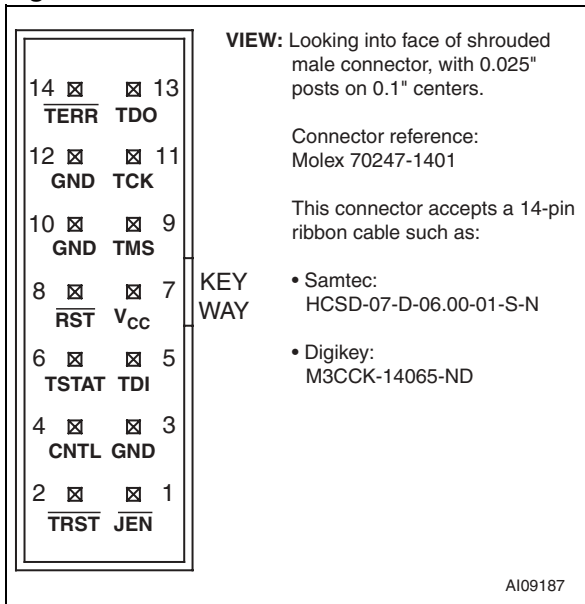 VIEW: Looking into face of shrouded
male connector, with 0.025"
posts on 0.1" centers.
Connector reference:
Molex 70247-1401
This connector accepts a 14-pin
ribbon cable such as:
• Samtec:
HCSD-07-D-06.00-01-S-N
• Digikey:
M3CCK-14065-ND
14 13
TERR TDO
12 11
GND TCK
10 9
GND TMS
8 7
RST VCC
KEY
WAY
6 5
TSTAT TDI
4 3
CNTL GND
2 1
TRST JEN
AI09187